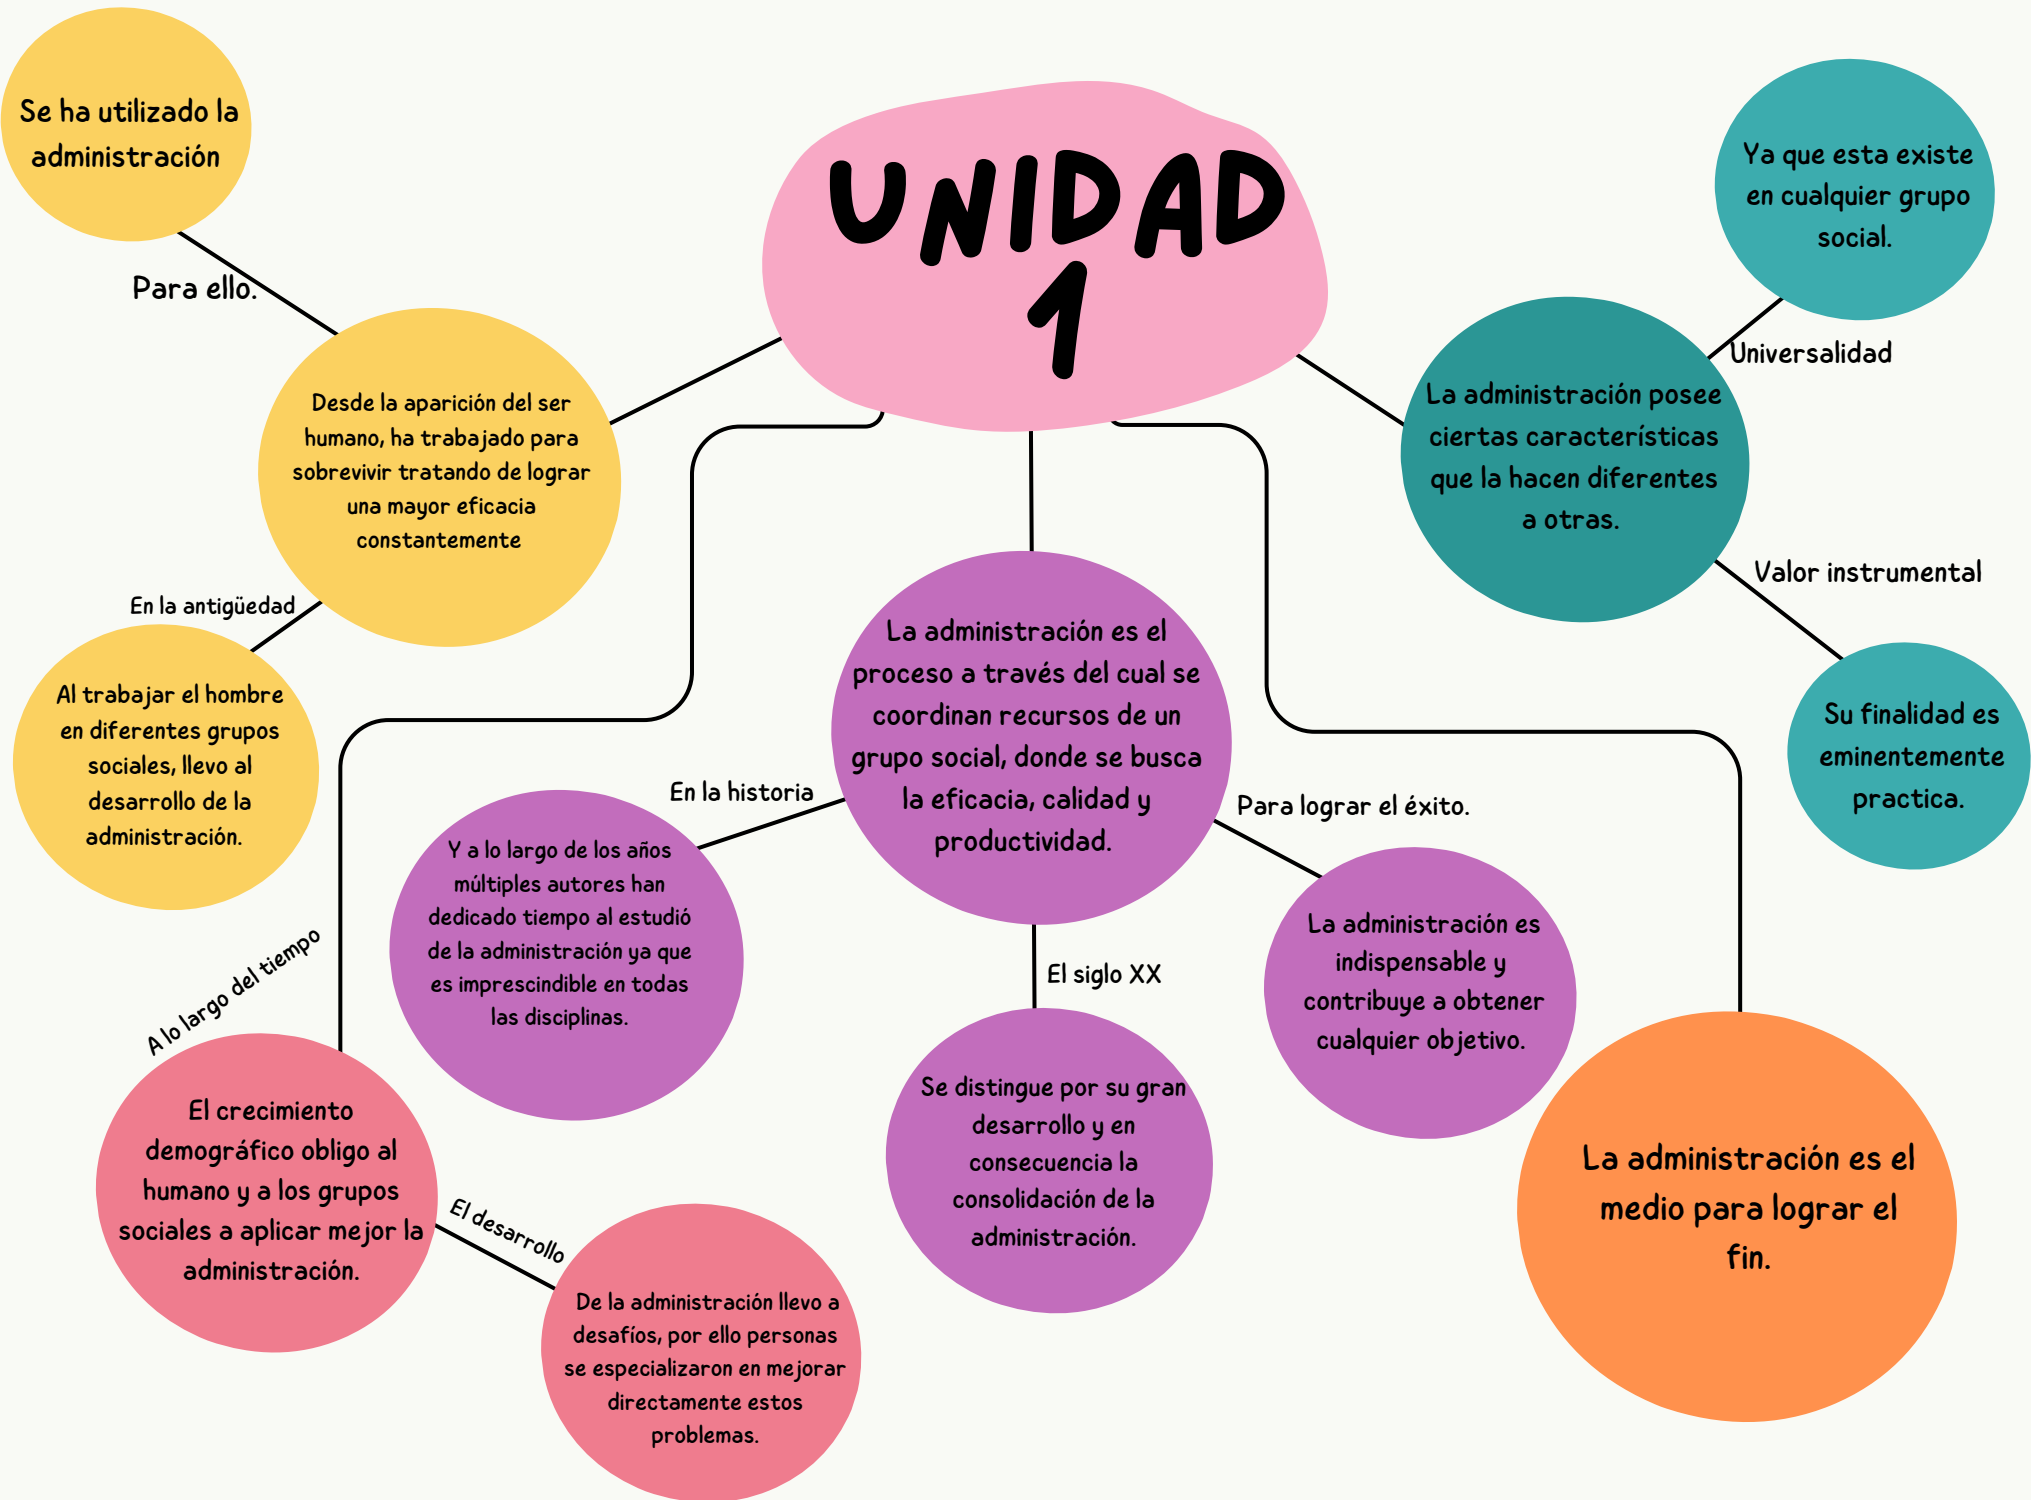 UNIDAD
1
Se ha utilizado la
administración
Para ello.
Desde la aparición del ser
humano, ha trabajado para
sobrevivir tratando de lograr
una mayor eficacia
constantemente
En la antigüedad
Al trabajar el hombre
en diferentes grupos
sociales, llevo al
desarrollo de la
administración.
Ya que esta existe
en cualquier grupo
social.
Universalidad
La administración posee
ciertas características
que la hacen diferentes
a otras.
Valor instrumental
Su finalidad es
eminentemente
practica.
La administración es el
proceso a través del cual se
coordinan recursos de un
grupo social, donde se busca
la eficacia, calidad y
productividad.
En la historia
Y a lo largo de los años
múltiples autores han
dedicado tiempo al estudió
de la administración ya que
es imprescindible en todas
las disciplinas.
El siglo XX
Se distingue por su gran
desarrollo y en
consecuencia la
consolidación de la
administración.
Para lograr el éxito.
La administración es
indispensable y
contribuye a obtener
cualquier objetivo.
A lo largo del tiempo
El crecimiento
demográfico obligo al
humano y a los grupos
sociales a aplicar mejor la
administración.
El desarrollo
De la administración llevo a
desafíos, por ello personas
se especializaron en mejorar
directamente estos
problemas.
La administración es el
medio para lograr el
fin.